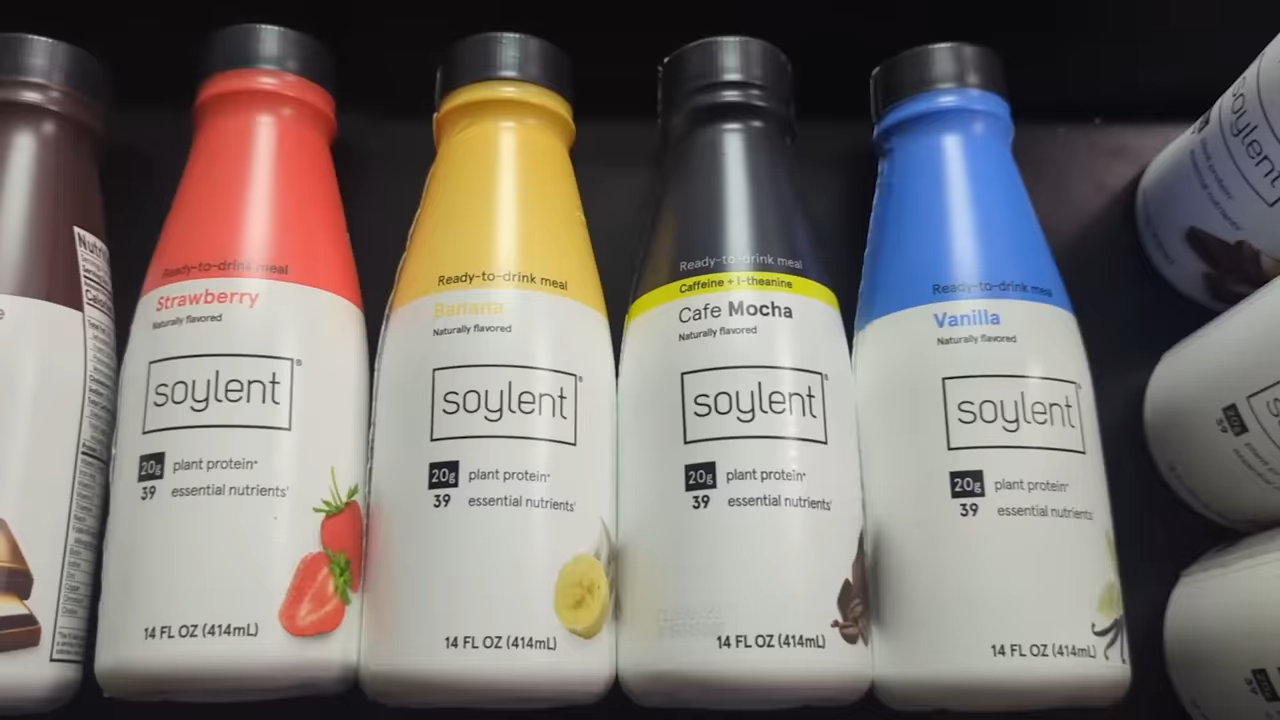 Ready-to-drink meal
Strawberry
Naturally flavored
soylent®
20g plant protein*
39 essential nutrients†
14 FL OZ (414mL)
Ready-to-drink meal
Banana
Naturally flavored
soylent®
20g plant protein*
39 essential nutrients†
14 FL OZ (414mL)
Ready-to-drink meal
Caffeine + l-theanine
Cafe Mocha
Naturally flavored
soylent®
20g plant protein*
39 essential nutrients†
14 FL OZ (414mL)
Ready-to-drink meal
Vanilla
Naturally flavored
soylent®
20g plant protein*
39 essential nutrients
14 FL OZ (414mL)
soylent
20g
39